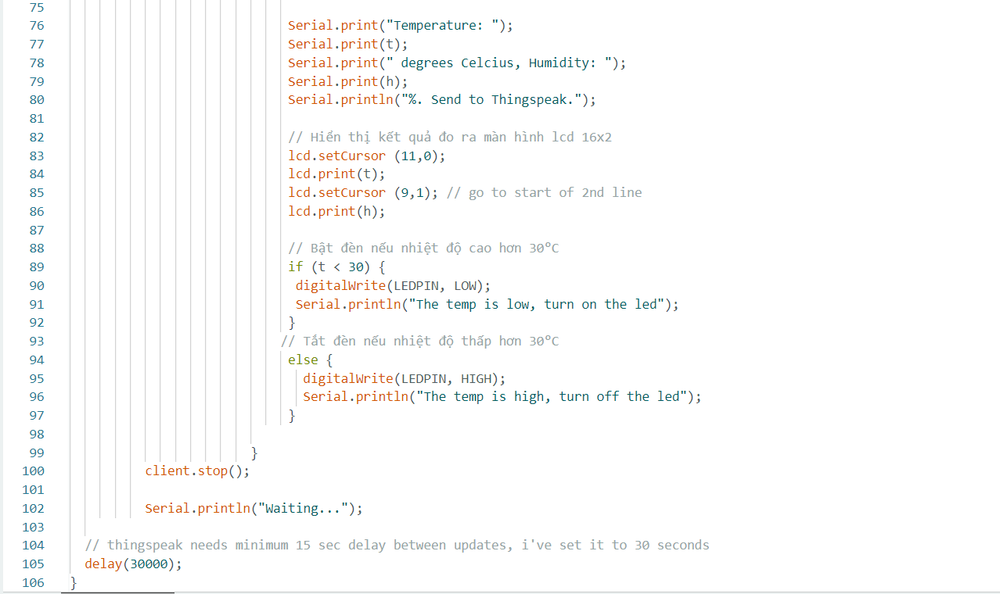 75
76 Serial.print("Temperature: ");
77 Serial.print(t);
78 Serial.print(" degrees Celcius, Humidity: ");
79 Serial.print(h);
80 Serial.println("%. Send to Thingspeak.");
81
82 // Hiển thị kết quả đo ra màn hình lcd 16x2
83 lcd.setCursor (11,0);
84 lcd.print(t);
85 lcd.setCursor (9,1); // go to start of 2nd line
86 lcd.print(h);
87
88 // Bật đèn nếu nhiệt độ cao hơn 30°C
89 if (t < 30) {
90 digitalWrite(LEDPIN, LOW);
91 Serial.println("The temp is low, turn on the led");
92 }
93 // Tắt đèn nếu nhiệt độ thấp hơn 30°C
94 else {
95 digitalWrite(LEDPIN, HIGH);
96 Serial.println("The temp is high, turn off the led");
97 }
98
99 }
100 client.stop();
101
102 Serial.println("Waiting...");
103
104 // thingspeak needs minimum 15 sec delay between updates, i've set it to 30 seconds
105 delay(30000);
106 }